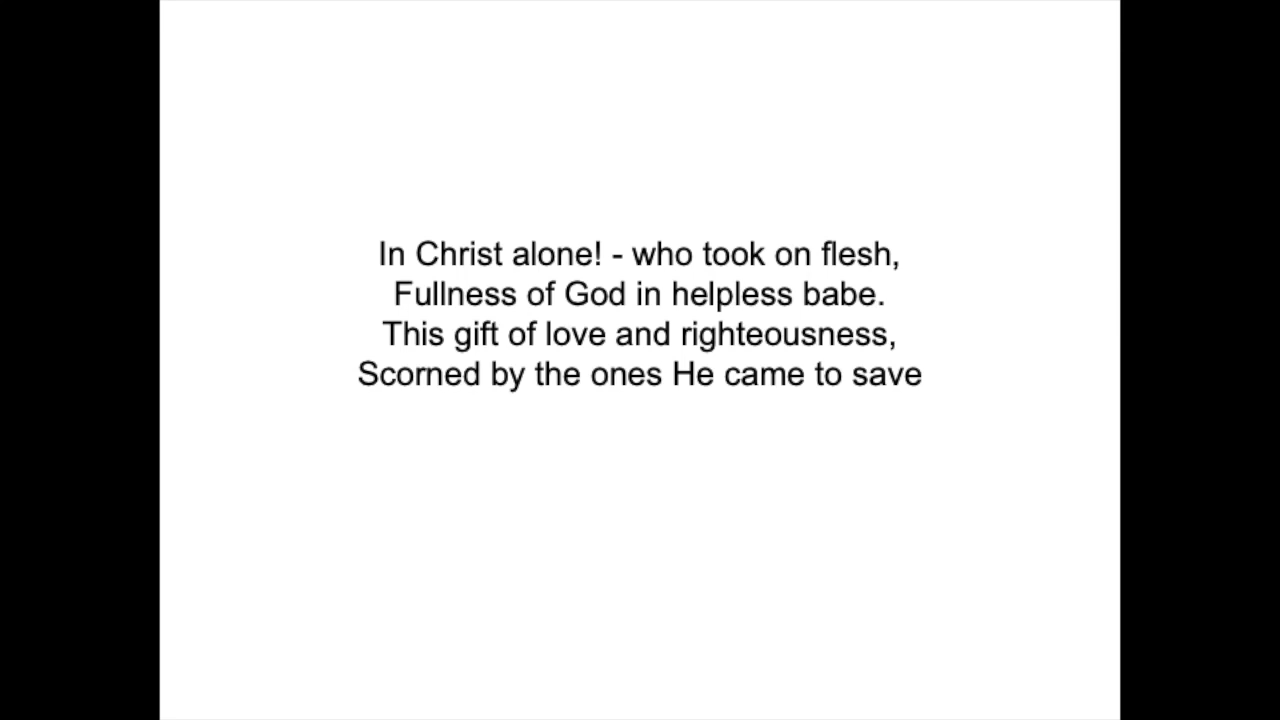 In Christ alone! - who took on flesh,
Fullness of God in helpless babe.
This gift of love and righteousness,
Scorned by the ones He came to save